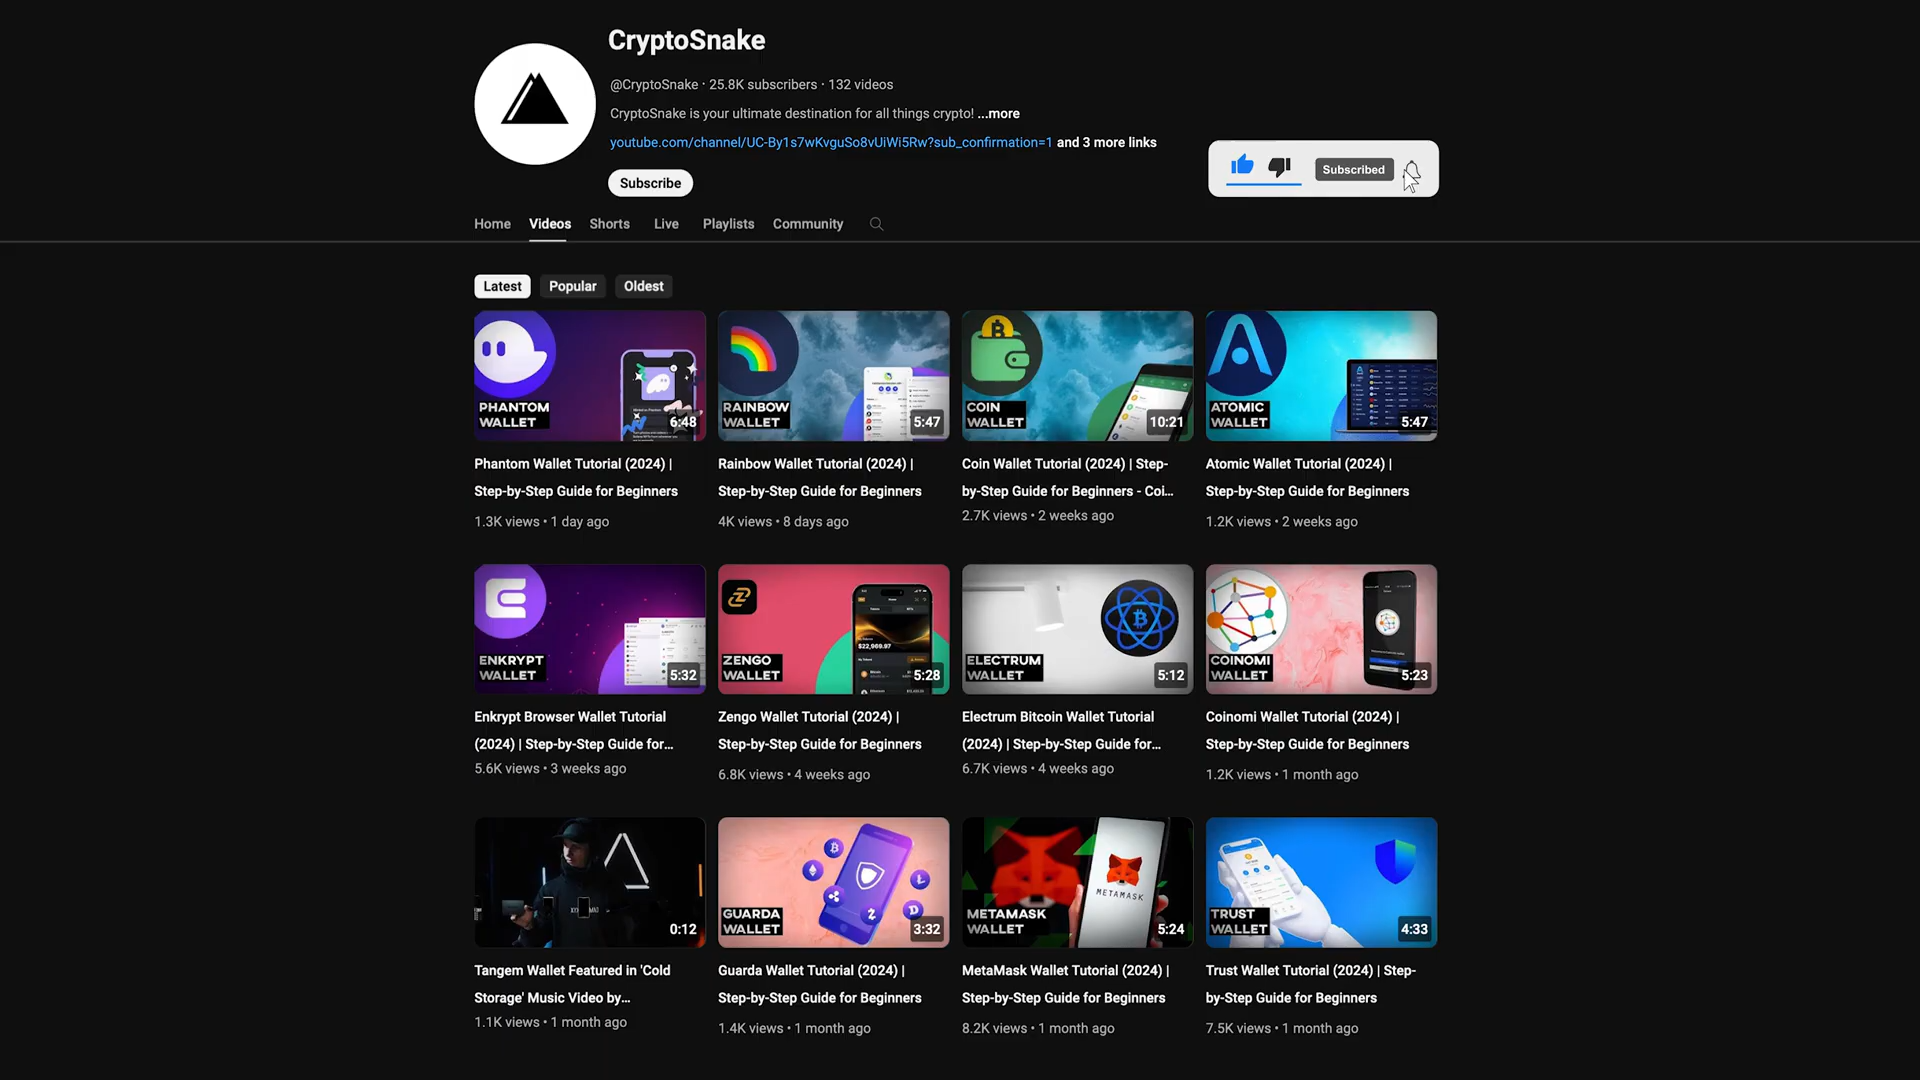 CryptoSnake
@CryptoSnake · 25.8K subscribers · 132 videos
CryptoSnake is your ultimate destination for all things crypto! ...more
youtube.com/channel/UC-By1s7wKvguSo8vUiWi5Rw?sub_confirmation=1 and 3 more links
Subscribe
Subscribed
Home Videos Shorts Live Playlists Community
Latest Popular Oldest
PHANTOM
WALLET
6:48
RAINBOW
WALLET
5:47
COIN
WALLET
10:21
ATOMIC
WALLET
5:47
Phantom Wallet Tutorial (2024) |
Step-by-Step Guide for Beginners
1.3K views • 1 day ago
Rainbow Wallet Tutorial (2024) |
Step-by-Step Guide for Beginners
4K views • 8 days ago
Coin Wallet Tutorial (2024) | Step-
by-Step Guide for Beginners - Coi...
2.7K views • 2 weeks ago
Atomic Wallet Tutorial (2024) |
Step-by-Step Guide for Beginners
1.2K views • 2 weeks ago
ENKRYPT
WALLET
5:32
ZENGO
WALLET
$22,969.97
5:28
ELECTRUM
WALLET
5:12
COINOMI
WALLET
5:23
Enkrypt Browser Wallet Tutorial
(2024) | Step-by-Step Guide for...
5.6K views • 3 weeks ago
Zengo Wallet Tutorial (2024) |
Step-by-Step Guide for Beginners
6.8K views • 4 weeks ago
Electrum Bitcoin Wallet Tutorial
(2024) | Step-by-Step Guide for...
6.7K views • 4 weeks ago
Coinomi Wallet Tutorial (2024) |
Step-by-Step Guide for Beginners
1.2K views • 1 month ago
0:12
GUARDA
WALLET
3:32
METAMASK
WALLET
METAMASK
5:24
TRUST
WALLET
4:33
Tangem Wallet Featured in 'Cold
Storage' Music Video by...
1.1K views • 1 month ago
Guarda Wallet Tutorial (2024) |
Step-by-Step Guide for Beginners
1.4K views • 1 month ago
MetaMask Wallet Tutorial (2024) |
Step-by-Step Guide for Beginners
8.2K views • 1 month ago
Trust Wallet Tutorial (2024) | Step-
by-Step Guide for Beginners
7.5K views • 1 month ago